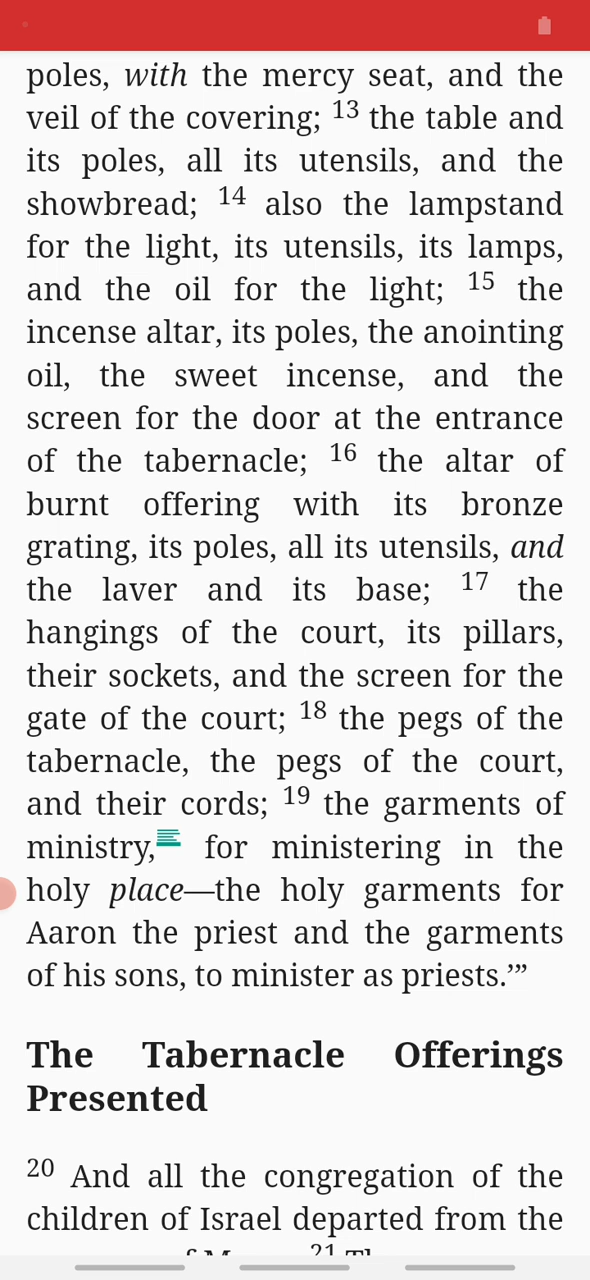 poles, with the mercy seat, and the
veil of the covering; 13 the table and
its poles, all its utensils, and the
showbread; 14 also the lampstand
for the light, its utensils, its lamps,
and the oil for the light; 15 the
incense altar, its poles, the anointing
oil, the sweet incense, and the
screen for the door at the entrance
of the tabernacle; 16 the altar of
burnt offering with its bronze
grating, its poles, all its utensils, and
the laver and its base; 17 the
hangings of the court, its pillars,
their sockets, and the screen for the
gate of the court; 18 the pegs of the
tabernacle, the pegs of the court,
and their cords; 19 the garments of
ministry, for ministering in the
holy place—the holy garments for
Aaron the priest and the garments
of his sons, to minister as priests.’”
The Tabernacle Offerings
Presented
20 And all the congregation of the
children of Israel departed from the
21